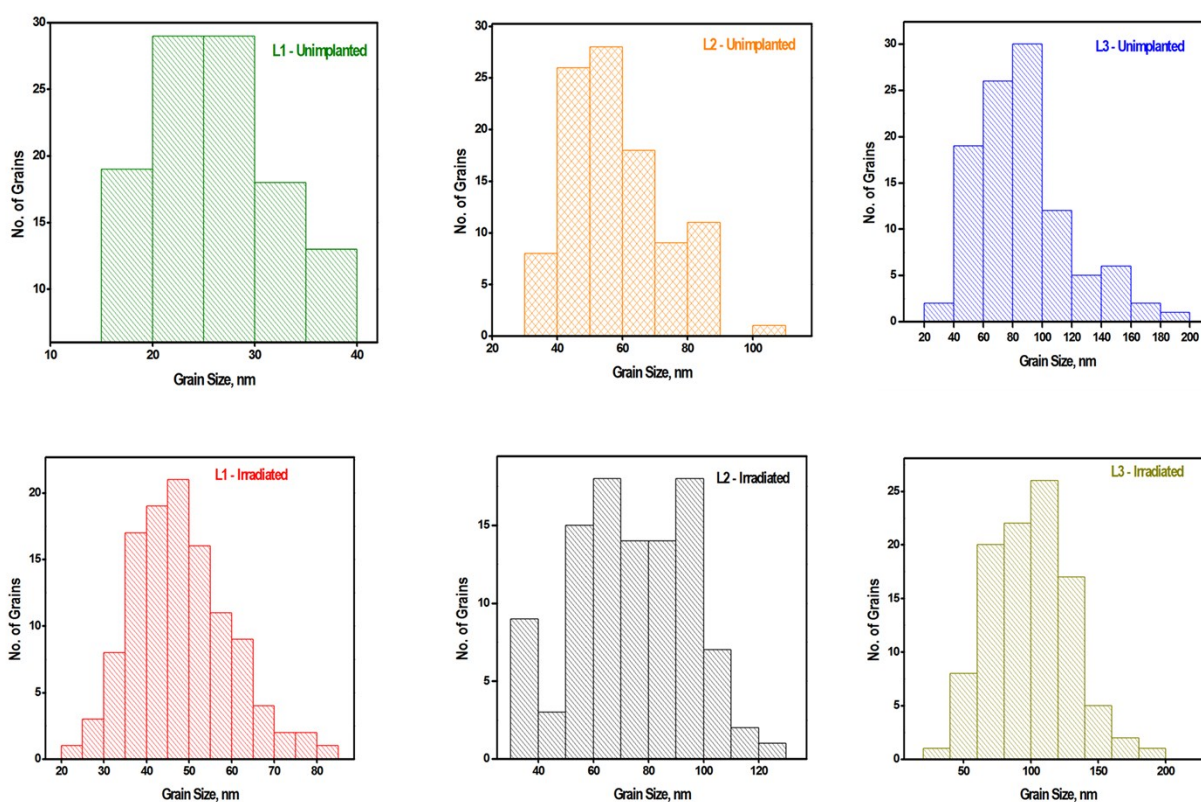 L1 - Unimplanted
No. of Grains
30
20
10
10
20
30
40
Grain Size, nm
L2 - Unimplanted
No. of Grains
30
25
20
15
10
5
0
20
40
60
80
100
Grain Size, nm
L3 - Unimplanted
No. of Grains
30
25
20
15
10
5
0
20 40 60 80 100 120 140 160 180 200
Grain Size, nm
L1 - Irradiated
No. of Grains
20
15
10
5
0
20 30 40 50 60 70 80
Grain Size, nm
L2 - Irradiated
No. of Grains
15
10
5
0
40 60 80 100 120
Grain Size, nm
L3 - Irradiated
No. of Grains
25
20
15
10
5
0
50 100 150 200
Grain Size, nm